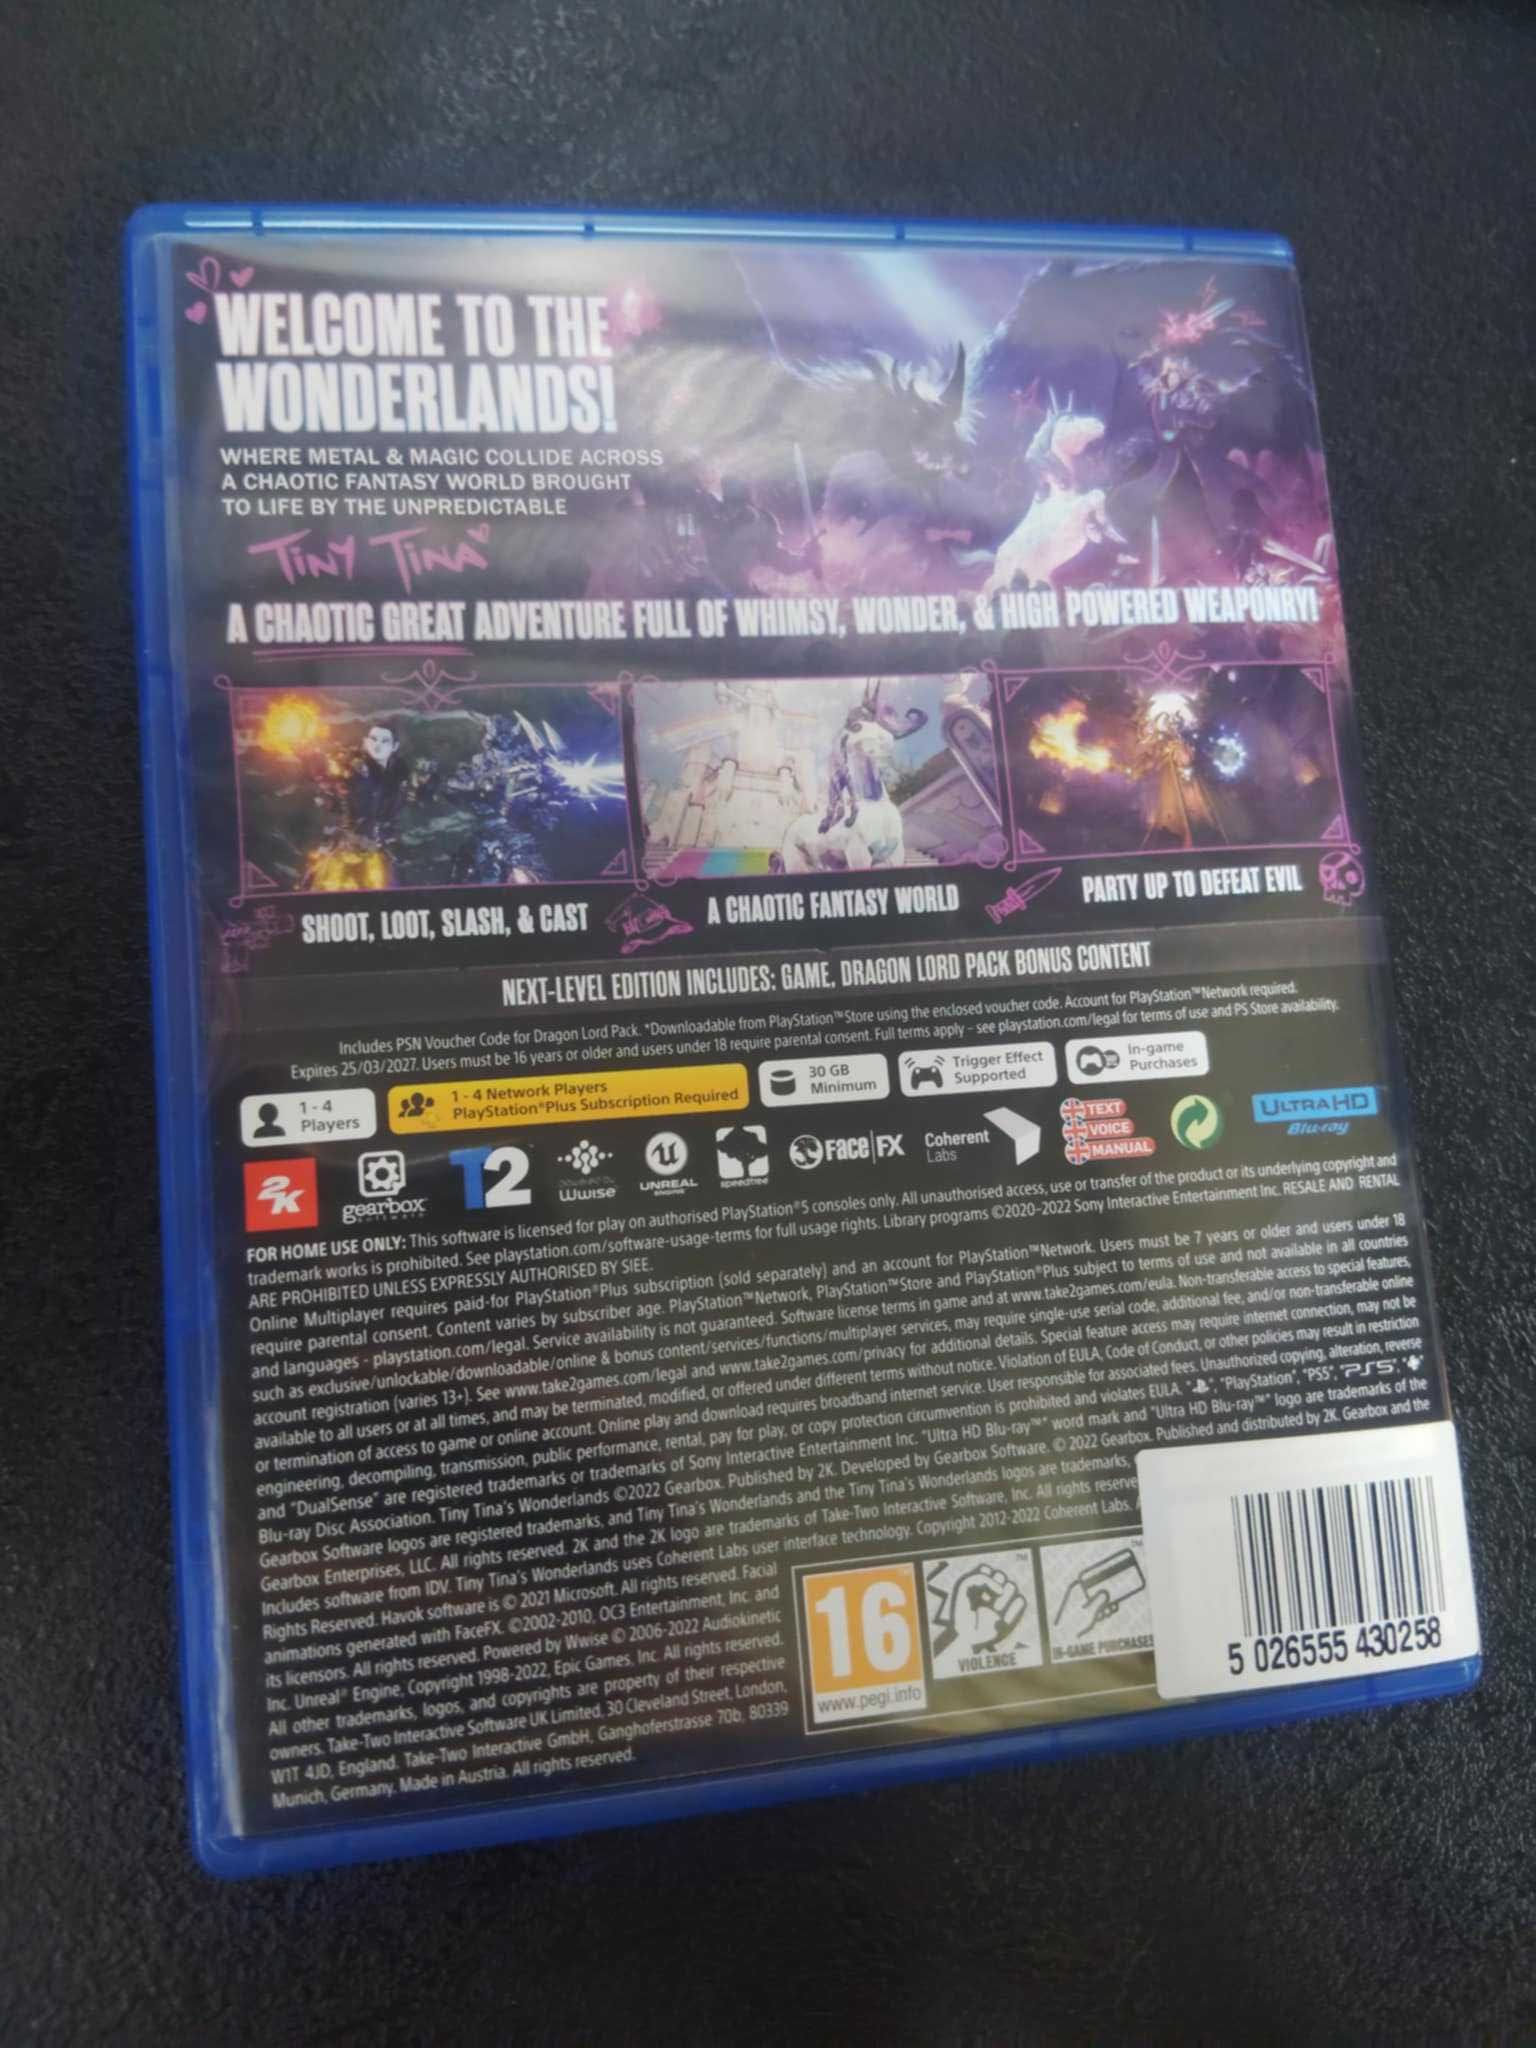 WELCOME TO THE
WONDERLANDS!
WHERE METAL & MAGIC COLLIDE ACROSS
A CHAOTIC FANTASY WORLD BROUGHT
TO LIFE BY THE UNPREDICTABLE
TINY TINA
A CHAOTIC GREAT ADVENTURE FULL OF WHIMSY, WONDER, & HIGH POWERED WEAPONRY!
SHOOT, LOOT, SLASH, & CAST
A CHAOTIC FANTASY WORLD
PARTY UP TO DEFEAT EVIL
NEXT-LEVEL EDITION INCLUDES: GAME, DRAGON LORD PACK BONUS CONTENT
Includes PSN Voucher Code for Dragon Lord Pack. *Downloadable from PlayStation™Store using the enclosed voucher code. Account for PlayStation™Network required.
Expires 25/03/2027. Users must be 16 years or older and users under 18 require parental consent. Full terms apply – see playstation.com/legal for terms of use and PS Store availability.
1 - 4
Players
1 - 4 Network Players
PlayStation®Plus Subscription Required
30 GB
Minimum
Trigger Effect
Supported
In-game
Purchases
2K
gearbox
software
T2
POWERED BY
Wwise
UNREAL
ENGINE
speedtree
Face|FX
Coherent
Labs
TEXT
VOICE
MANUAL
ULTRA HD
Blu-ray
FOR HOME USE ONLY: This software is licensed for play on authorised PlayStation®5 consoles only. All unauthorised access, use or transfer of the product or its underlying copyright and
trademark works is prohibited. See playstation.com/software-usage-terms for full usage rights. Library programs ©2020-2022 Sony Interactive Entertainment Inc. RESALE AND RENTAL
ARE PROHIBITED UNLESS EXPRESSLY AUTHORISED BY SIEE.
Online Multiplayer requires paid-for PlayStation®Plus subscription (sold separately) and an account for PlayStation™Network. Users must be 7 years or older and users under 18
require parental consent. Content varies by subscriber age. PlayStation™Network, PlayStation™Store and PlayStation®Plus subject to terms of use and not available in all countries
and languages - playstation.com/legal. Service availability is not guaranteed. Software license terms in game and at www.take2games.com/eula. Non-transferable access to special features,
such as exclusive/unlockable/downloadable/online & bonus content/services/functions/multiplayer services, may require single-use serial code, additional fee, and/or non-transferable online
account registration (varies 13+). See www.take2games.com/legal and www.take2games.com/privacy for additional details. Special feature access may require internet connection, may not be
available to all users or at all times, and may be terminated, modified, or offered under different terms without notice. Violation of EULA, Code of Conduct, or other policies may result in restriction
or termination of access to game or online account. Online play and download requires broadband internet service. User responsible for associated fees. Unauthorized copying, alteration, reverse
engineering, decompiling, transmission, public performance, rental, pay for play, or copy protection circumvention is prohibited and violates EULA. " ", "PlayStation", "PS5", "PS5",
and "DualSense" are registered trademarks or trademarks of Sony Interactive Entertainment Inc. "Ultra HD Blu-ray™" word mark and "Ultra HD Blu-ray™" logo are trademarks of the
Blu-ray Disc Association. Tiny Tina's Wonderlands ©2022 Gearbox. Published by 2K. Developed by Gearbox Software. © 2022 Gearbox. Published and distributed by 2K. Gearbox and the
Gearbox Software logos are registered trademarks, and Tiny Tina's Wonderlands and the Tiny Tina's Wonderlands logos are trademarks,
Gearbox Enterprises, LLC. All rights reserved. 2K and the 2K logo are trademarks of Take-Two Interactive Software, Inc. All rights reserve
Includes software from IDV. Tiny Tina's Wonderlands uses Coherent Labs user interface technology. Copyright 2012-2022 Coherent Labs. A
Rights Reserved. Havok software is © 2021 Microsoft. All rights reserved. Facial
animations generated with FaceFX. ©2002-2010, OC3 Entertainment, Inc. and
its licensors. All rights reserved. Powered by Wwise © 2006-2022 Audiokinetic
Inc. Unreal® Engine, Copyright 1998-2022, Epic Games, Inc. All rights reserved.
All other trademarks, logos, and copyrights are property of their respective
owners. Take-Two Interactive Software UK Limited, 30 Cleveland Street, London,
W1T 4JD, England. Take-Two Interactive GmbH, Ganghoferstrasse 70b, 80339
Munich, Germany. Made in Austria. All rights reserved.
16
www.pegi.info
VIOLENCE
IN-GAME PURCHASES
5 026555 430258